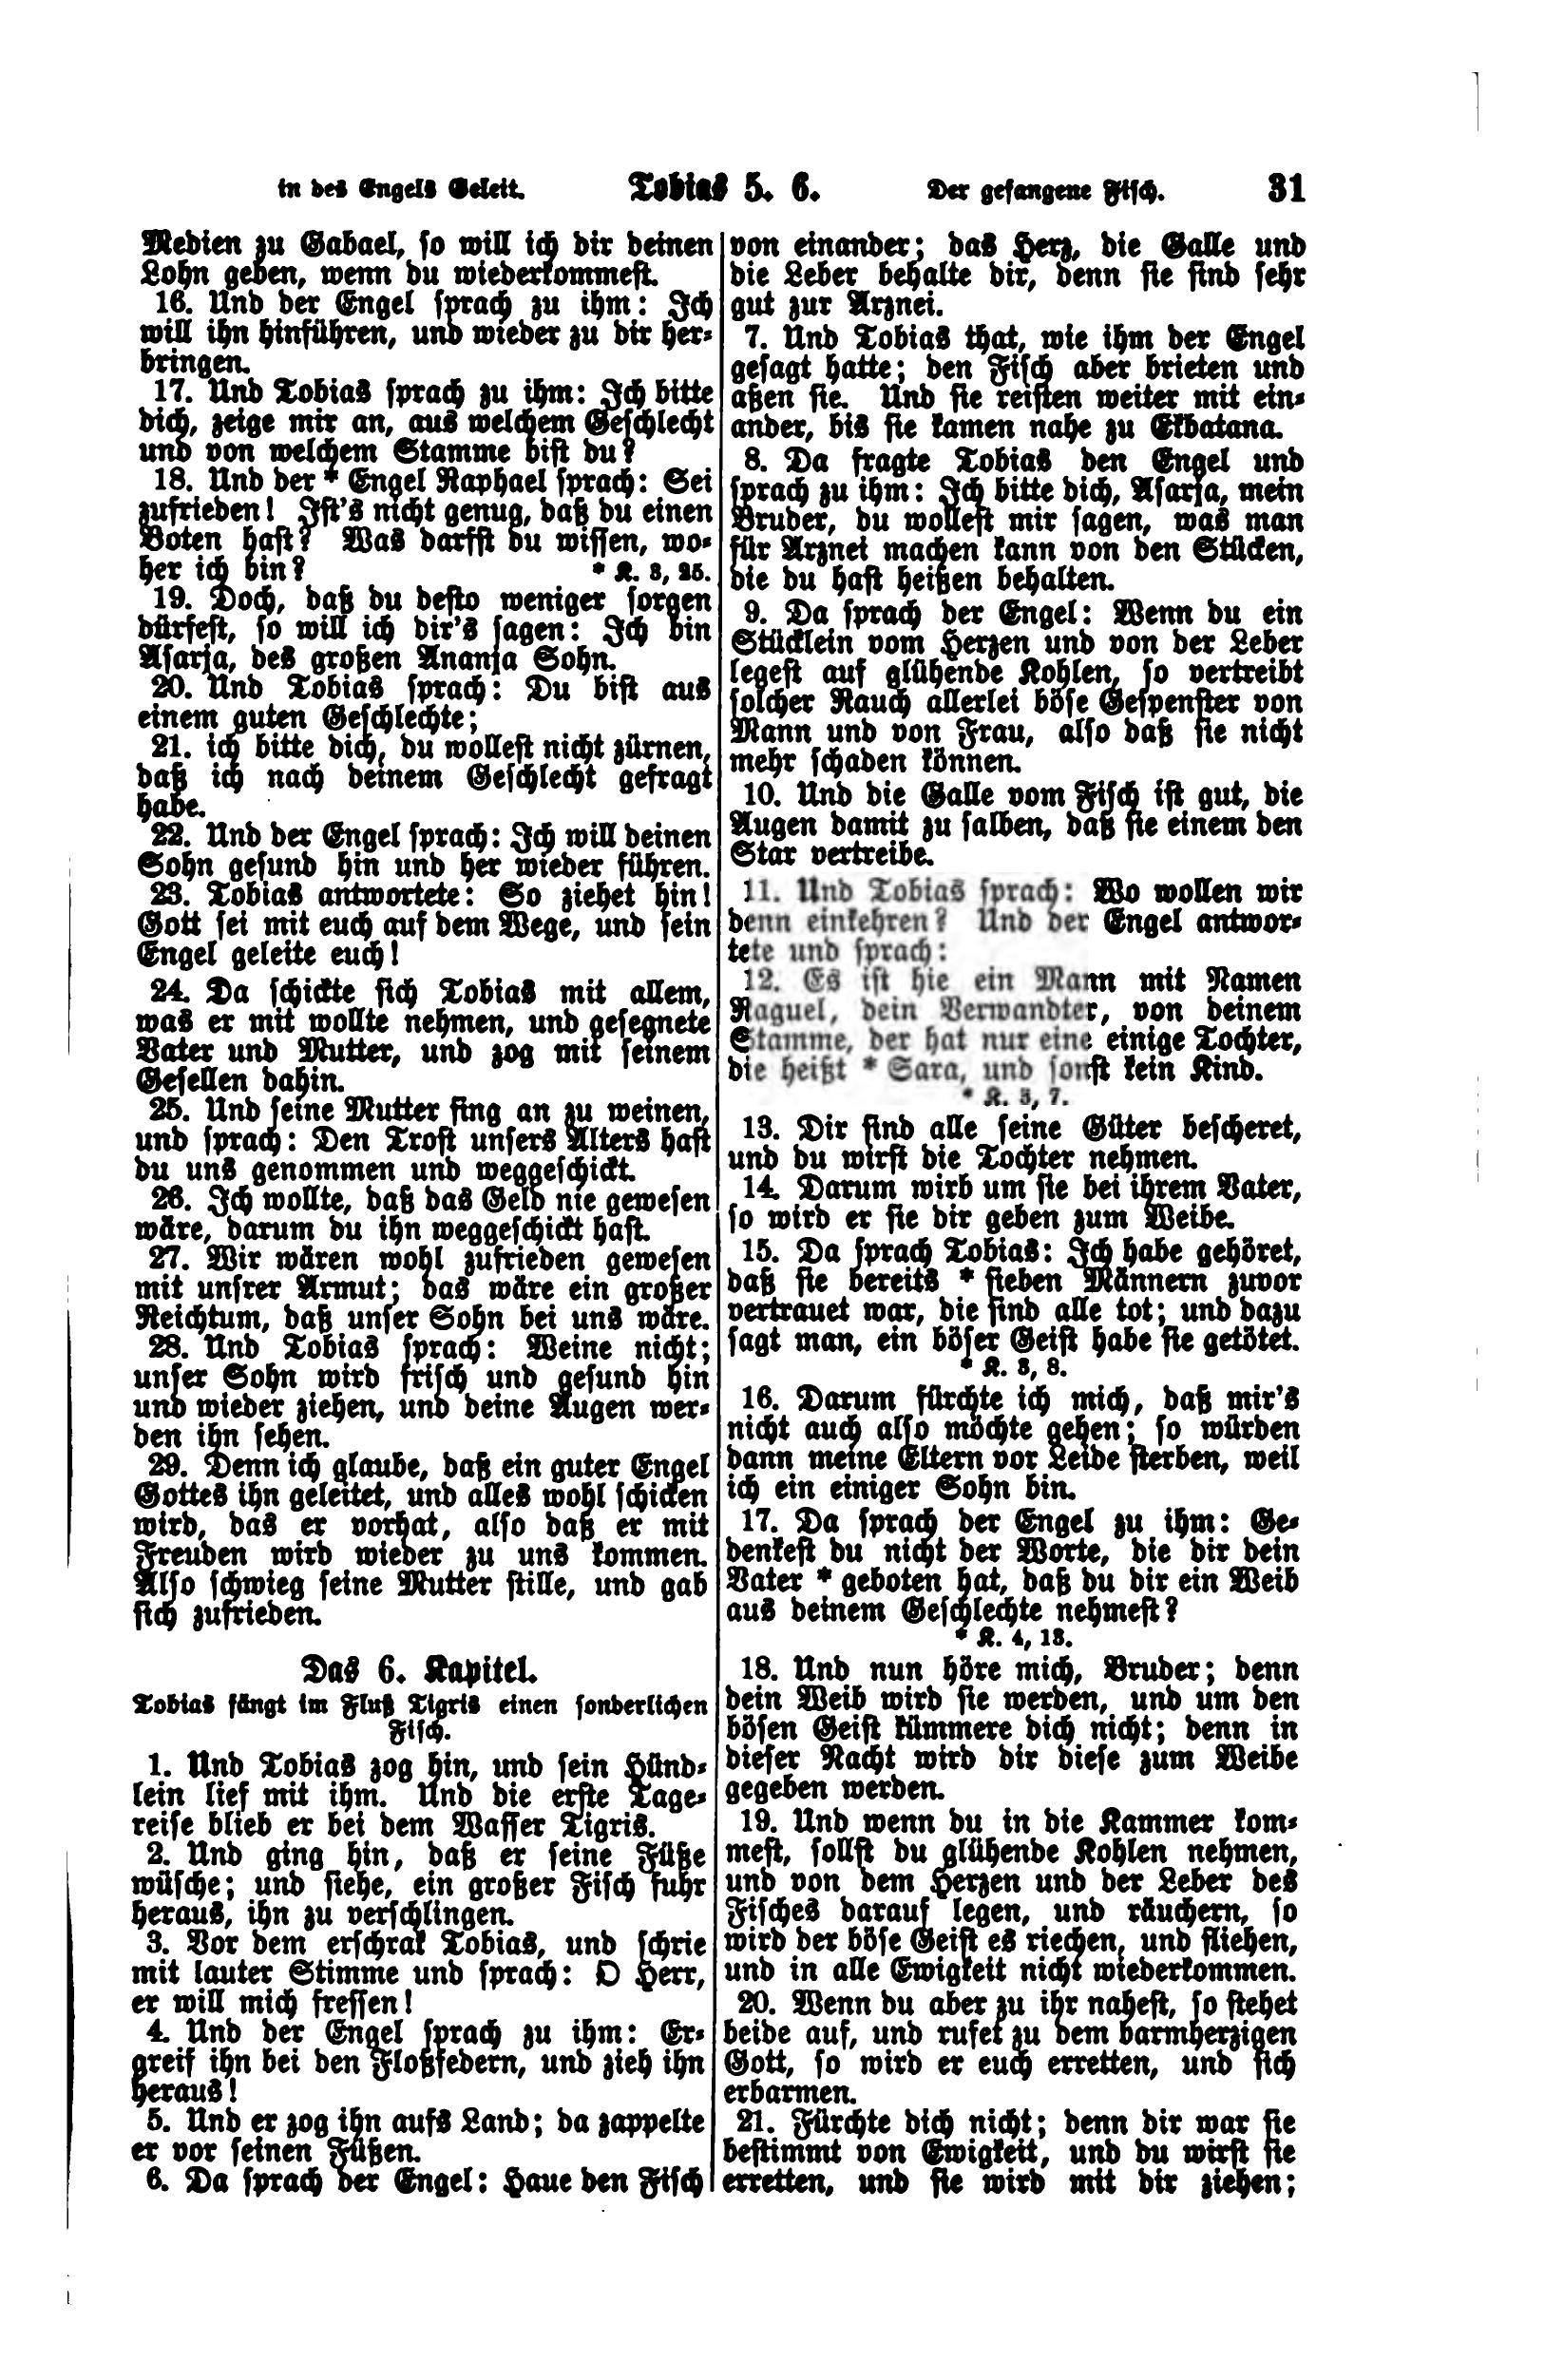 in des Engels Geleit. Tobias 5. 6. Der gefangene Fisch. 31
Medien zu Gabael, so will ich dir deinen
Lohn geben, wenn du wiederkommest.
16. Und der Engel sprach zu ihm: Ich
will ihn hinführen, und wieder zu dir her-
bringen.
17. Und Tobias sprach zu ihm: Ich bitte
dich, zeige mir an, aus welchem Geschlecht
und von welchem Stamme bist du?
18. Und der * Engel Raphael sprach: Sei
zufrieden! Ist's nicht genug, daß du einen
Boten hast? Was darfst du wissen, wo-
her ich bin? * K. 3, 25.
19. Doch, daß du desto weniger sorgen
dürfest, so will ich dir's sagen: Ich bin
Asarja, des großen Ananja Sohn.
20. Und Tobias sprach: Du bist aus
einem guten Geschlechte;
21. ich bitte dich, du wollest nicht zürnen,
daß ich nach deinem Geschlecht gefragt
habe.
22. Und der Engel sprach: Ich will deinen
Sohn gesund hin und her wieder führen.
23. Tobias antwortete: So ziehet hin!
Gott sei mit euch auf dem Wege, und sein
Engel geleite euch!
24. Da schickte sich Tobias mit allem,
was er mit wollte nehmen, und gesegnete
Vater und Mutter, und zog mit seinem
Gesellen dahin.
25. Und seine Mutter fing an zu weinen,
und sprach: Den Trost unsers Alters hast
du uns genommen und weggeschickt.
26. Ich wollte, daß das Geld nie gewesen
wäre, darum du ihn weggeschickt hast.
27. Wir wären wohl zufrieden gewesen
mit unsrer Armut; das wäre ein großer
Reichtum, daß unser Sohn bei uns wäre.
28. Und Tobias sprach: Weine nicht;
unser Sohn wird frisch und gesund hin
und wieder ziehen, und deine Augen wer-
den ihn sehen.
29. Denn ich glaube, daß ein guter Engel
Gottes ihn geleitet, und alles wohl schicken
wird, das er vorhat, also daß er mit
Freuden wird wieder zu uns kommen.
Also schwieg seine Mutter stille, und gab
sich zufrieden.
Das 6. Kapitel.
Tobias fängt im Fluß Tigris einen sonderlichen
Fisch.
1. Und Tobias zog hin, und sein Hünd-
lein lief mit ihm. Und die erste Tage-
reise blieb er bei dem Wasser Tigris.
2. Und ging hin, daß er seine Füße
wüsche; und siehe, ein großer Fisch fuhr
heraus, ihn zu verschlingen.
3. Vor dem erschrak Tobias, und schrie
mit lauter Stimme und sprach: O Herr,
er will mich fressen!
4. Und der Engel sprach zu ihm: Er-
greif ihn bei den Floßfedern, und zieh ihn
heraus!
5. Und er zog ihn aufs Land; da zappelte
er vor seinen Füßen.
6. Da sprach der Engel: Haue den Fisch
von einander; das Herz, die Galle und
die Leber behalte dir, denn sie sind sehr
gut zur Arznei.
7. Und Tobias that, wie ihm der Engel
gesagt hatte; den Fisch aber brieten und
aßen sie. Und sie reisten weiter mit ein-
ander, bis sie kamen nahe zu Ekbatana.
8. Da fragte Tobias den Engel und
sprach zu ihm: Ich bitte dich, Asarja, mein
Bruder, du wollest mir sagen, was man
für Arznei machen kann von den Stücken,
die du hast heißen behalten.
9. Da sprach der Engel: Wenn du ein
Stücklein vom Herzen und von der Leber
legest auf glühende Kohlen, so vertreibt
solcher Rauch allerlei böse Gespenster von
Mann und von Frau, also daß sie nicht
mehr schaden können.
10. Und die Galle vom Fisch ist gut, die
Augen damit zu salben, daß sie einem den
Star vertreibe.
11. Und Tobias sprach: Wo wollen wir
denn einkehren? Und der Engel antwor-
tete und sprach:
12. Es ist hie ein Mann mit Namen
Raguel, dein Verwandter, von deinem
Stamme, der hat nur eine einige Tochter,
die heißt * Sara, und sonst kein Kind.
* K. 3, 7.
13. Dir sind alle seine Güter bescheret,
und du wirst die Tochter nehmen.
14. Darum wirb um sie bei ihrem Vater,
so wird er sie dir geben zum Weibe.
15. Da sprach Tobias: Ich habe gehöret,
daß sie bereits * sieben Männern zuvor
vertrauet war, die sind alle tot; und dazu
sagt man, ein böser Geist habe sie getötet.
* K. 3, 8.
16. Darum fürchte ich mich, daß mir's
nicht auch also möchte gehen; so würden
dann meine Eltern vor Leide sterben, weil
ich ein einiger Sohn bin.
17. Da sprach der Engel zu ihm: Ge-
denkest du nicht der Worte, die dir dein
Vater * geboten hat, daß du dir ein Weib
aus deinem Geschlechte nehmest?
* K. 4, 13.
18. Und nun höre mich, Bruder; denn
dein Weib wird sie werden, und um den
bösen Geist kümmere dich nicht; denn in
dieser Nacht wird dir diese zum Weibe
gegeben werden.
19. Und wenn du in die Kammer kom-
mest, sollst du glühende Kohlen nehmen,
und von dem Herzen und der Leber des
Fisches darauf legen, und räuchern, so
wird der böse Geist es riechen, und fliehen,
und in alle Ewigkeit nicht wiederkommen.
20. Wenn du aber zu ihr nahest, so stehet
beide auf, und rufet zu dem barmherzigen
Gott, so wird er euch erretten, und sich
erbarmen.
21. Fürchte dich nicht; denn dir war sie
bestimmt von Ewigkeit, und du wirst sie
erretten, und sie wird mit dir ziehen;